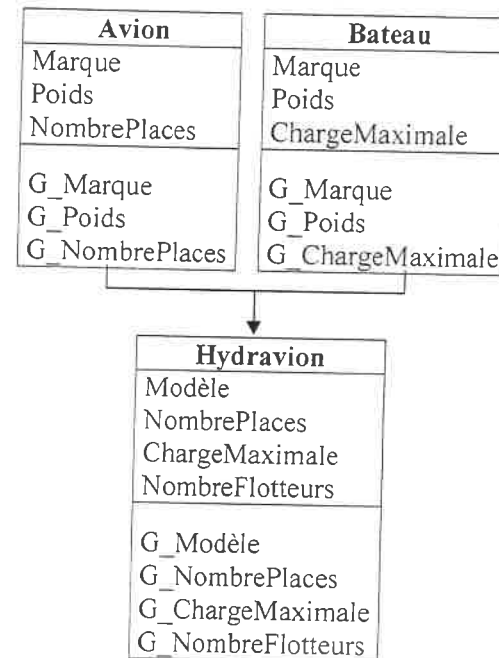 Avion
Marque
Poids
NombrePlaces
G_Marque
G_Poids
G_NombrePlaces
Bateau
Marque
Poids
ChargeMaximale
G_Marque
G_Poids
G_ChargeMaximale
Hydravion
Modèle
NombrePlaces
ChargeMaximale
NombreFlotteurs
G_Modèle
G_NombrePlaces
G_ChargeMaximale
G_NombreFlotteurs